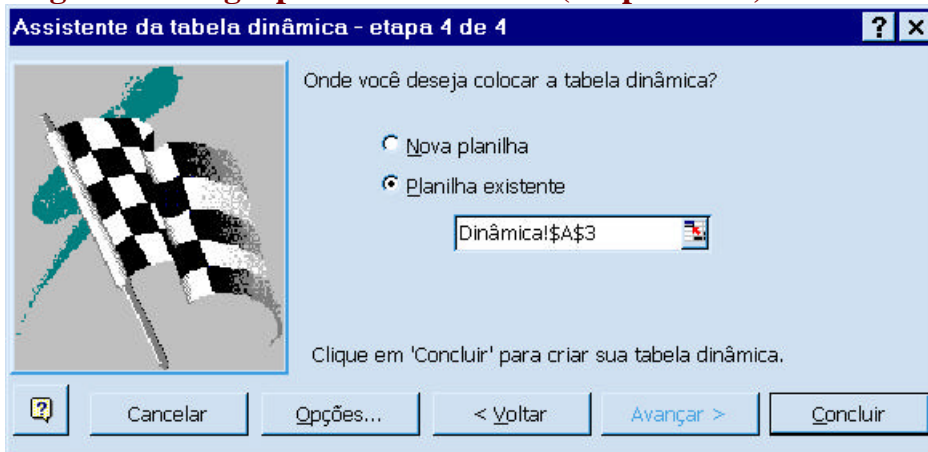 Assistente da tabela dinâmica - etapa 4 de 4
Onde você deseja colocar a tabela dinâmica?
Nova planilha
Planilha existente
Dinâmica!$A$3
Clique em 'Concluir' para criar sua tabela dinâmica.
Cancelar Opções... < Voltar Avançar > Concluir